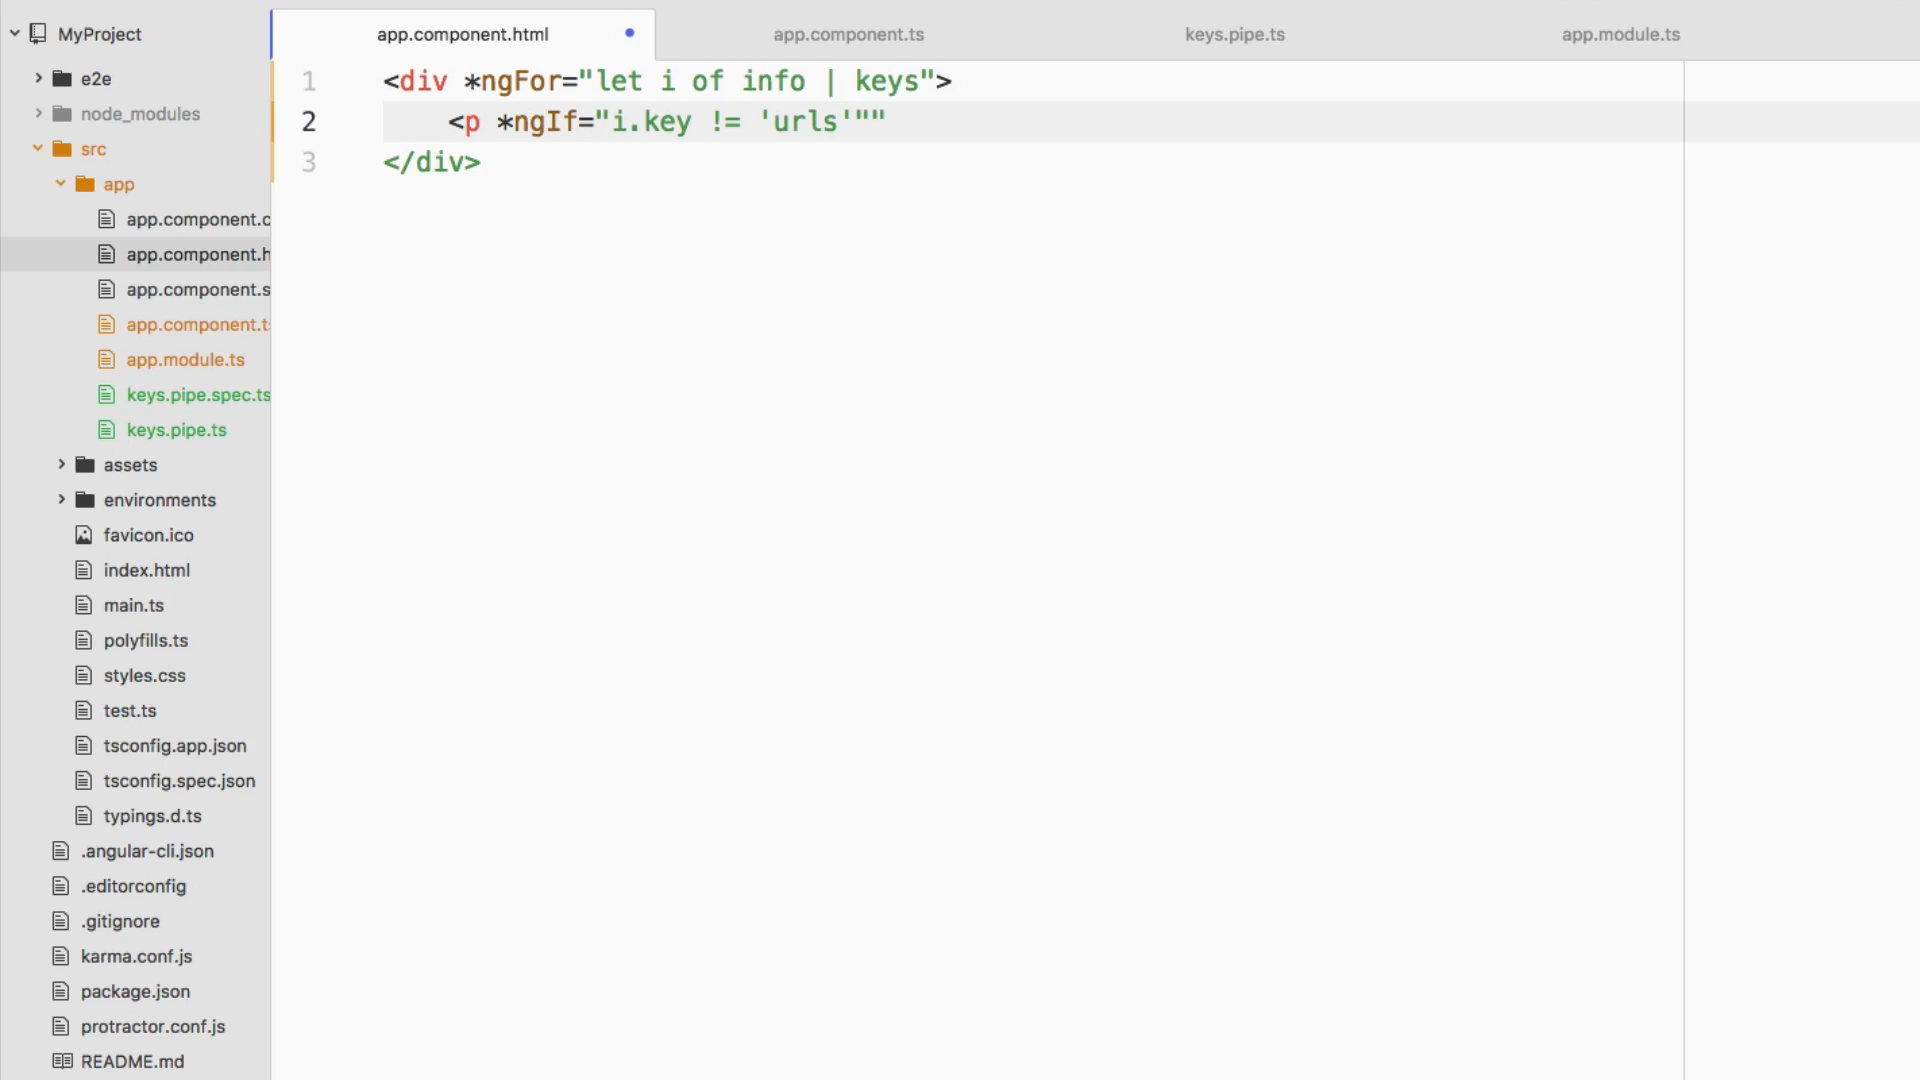 MyProject
e2e
node_modules
src
app
app.component.c
app.component.h
app.component.s
app.component.ts
app.module.ts
keys.pipe.spec.ts
keys.pipe.ts
assets
environments
favicon.ico
index.html
main.ts
polyfills.ts
styles.css
test.ts
tsconfig.app.json
tsconfig.spec.json
typings.d.ts
.angular-cli.json
.editorconfig
.gitignore
karma.conf.js
package.json
protractor.conf.js
README.md
app.component.html
app.component.ts
keys.pipe.ts
app.module.ts
1 <div *ngFor="let i of info | keys">
2 <p *ngIf="i.key != 'urls'""
3 </div>